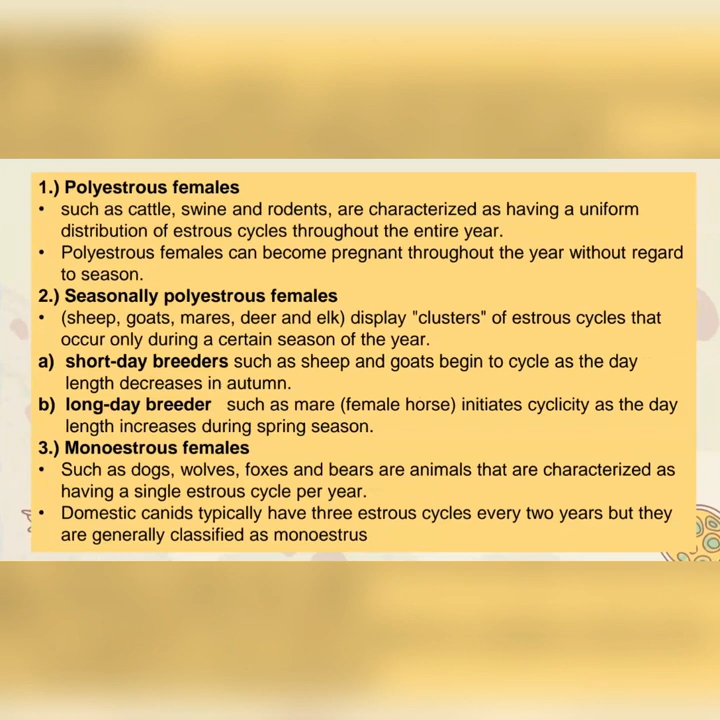 1.) Polyestrous females
• such as cattle, swine and rodents, are characterized as having a uniform
distribution of estrous cycles throughout the entire year.
• Polyestrous females can become pregnant throughout the year without regard
to season.
2.) Seasonally polyestrous females
• (sheep, goats, mares, deer and elk) display "clusters" of estrous cycles that
occur only during a certain season of the year.
a) short-day breeders such as sheep and goats begin to cycle as the day
length decreases in autumn.
b) long-day breeder such as mare (female horse) initiates cyclicity as the day
length increases during spring season.
3.) Monoestrous females
• Such as dogs, wolves, foxes and bears are animals that are characterized as
having a single estrous cycle per year.
• Domestic canids typically have three estrous cycles every two years but they
are generally classified as monoestrus